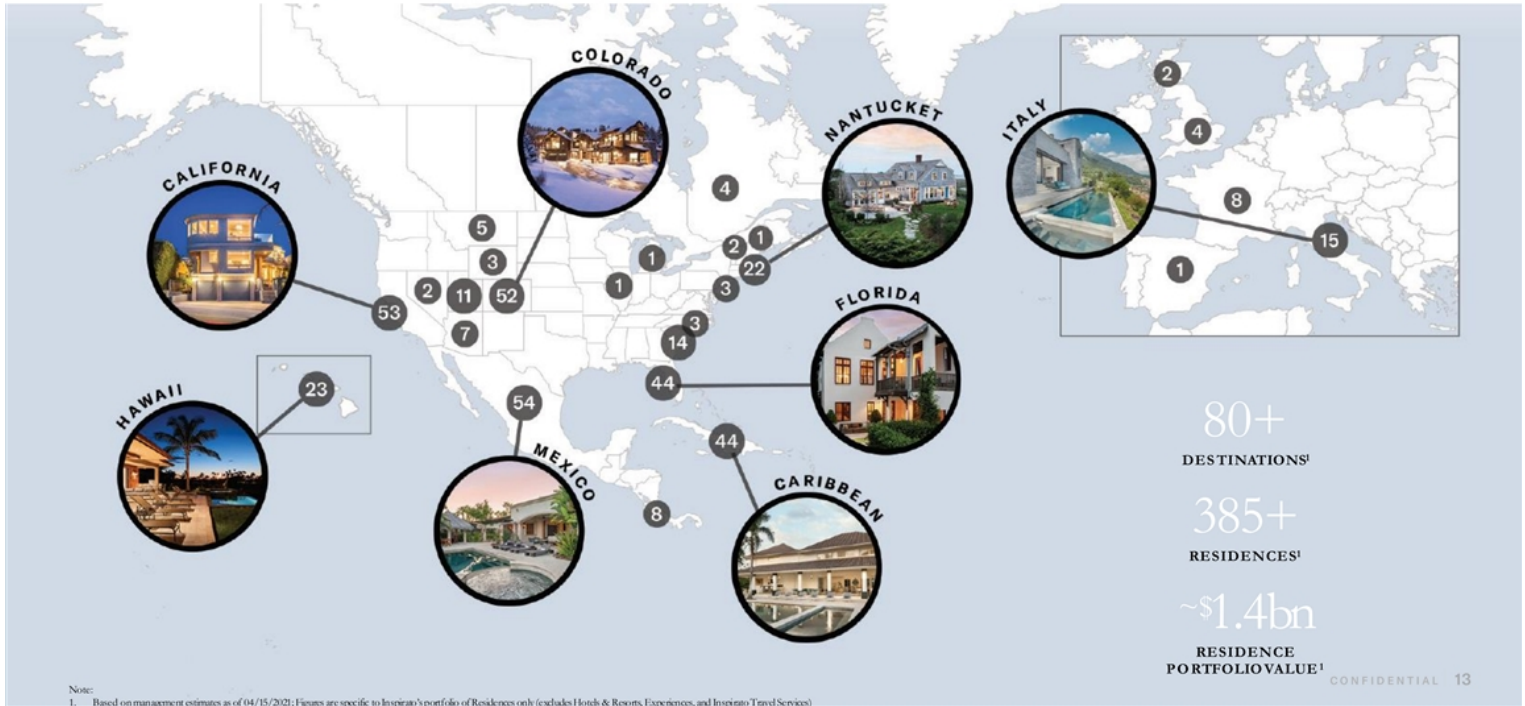 COLORADO
NANTUCKET
ITALY
CALIFORNIA
2
4
4
8
5
1
2
15
3
1
22
1
2
11
52
1
3
FLORIDA
53
7
3
14
HAWAII
23
44
54
44
MEXICO
CARIBBEAN
8
80+
DESTINATIONS¹
385+
RESIDENCES¹
~$1.4bn
RESIDENCE
PORTFOLIO VALUE¹
CONFIDENTIAL 13
Note:
1. Based on management estimates as of 04/15/2021; Figures are specific to Inspirato's portfolio of Residences only (excludes Hotels & Resorts, Experiences, and Inspirato Travel Services)